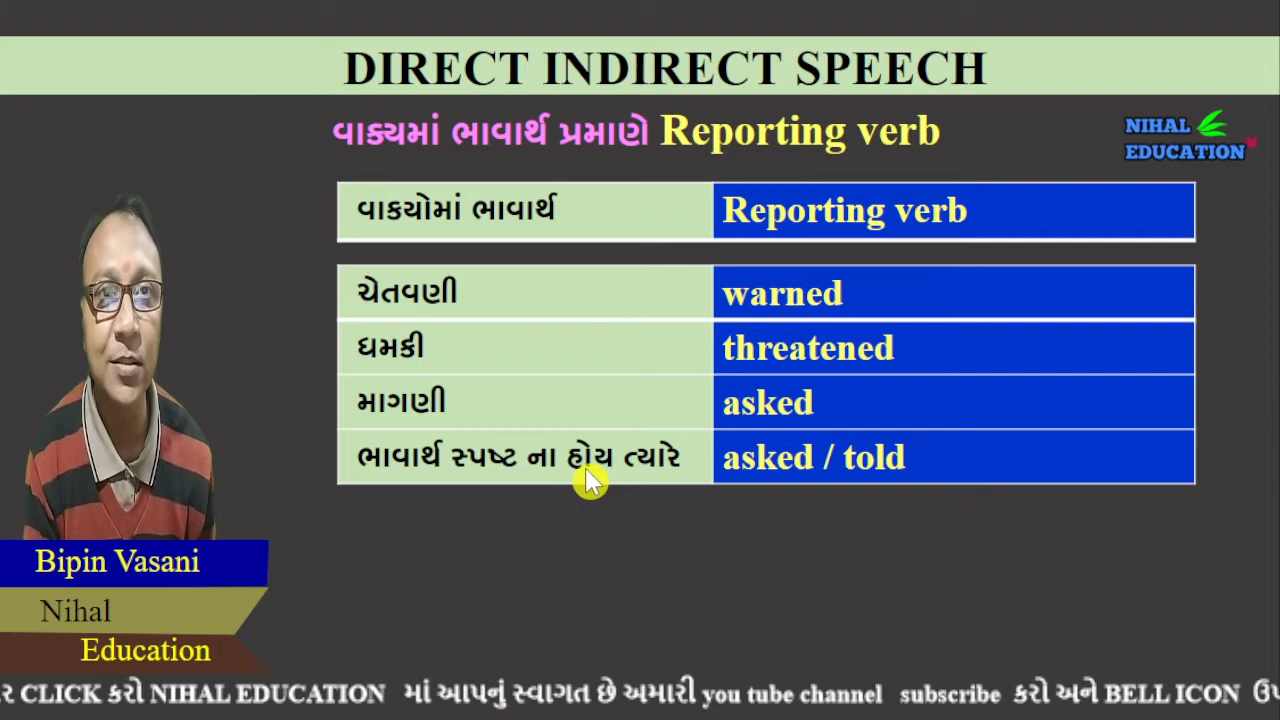 DIRECT INDIRECT SPEECH
વાક્યમાં ભાવાર્થ પ્રમાણે Reporting verb
NIHAL
EDUCATION
વાકયોમાં ભાવાર્થ Reporting verb
ચેતવણી warned
ધમકી threatened
માગણી asked
ભાવાર્થ સ્પષ્ટ ના હોય ત્યારે asked / told
Bipin Vasani
Nihal
Education
CLICK કરો NIHAL EDUCATION માં આપનું સ્વાગત છે અમારી you tube channel subscribe કરો અને BELL ICON ઉપ